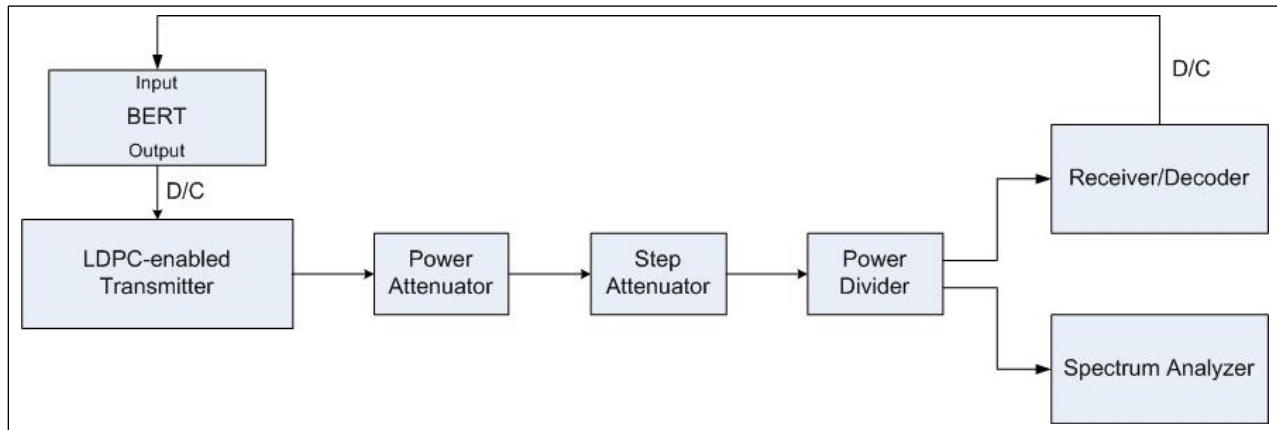 Input
BERT
Output
D/C
D/C
LDPC-enabled
Transmitter
Power
Attenuator
Step
Attenuator
Power
Divider
Receiver/Decoder
Spectrum Analyzer